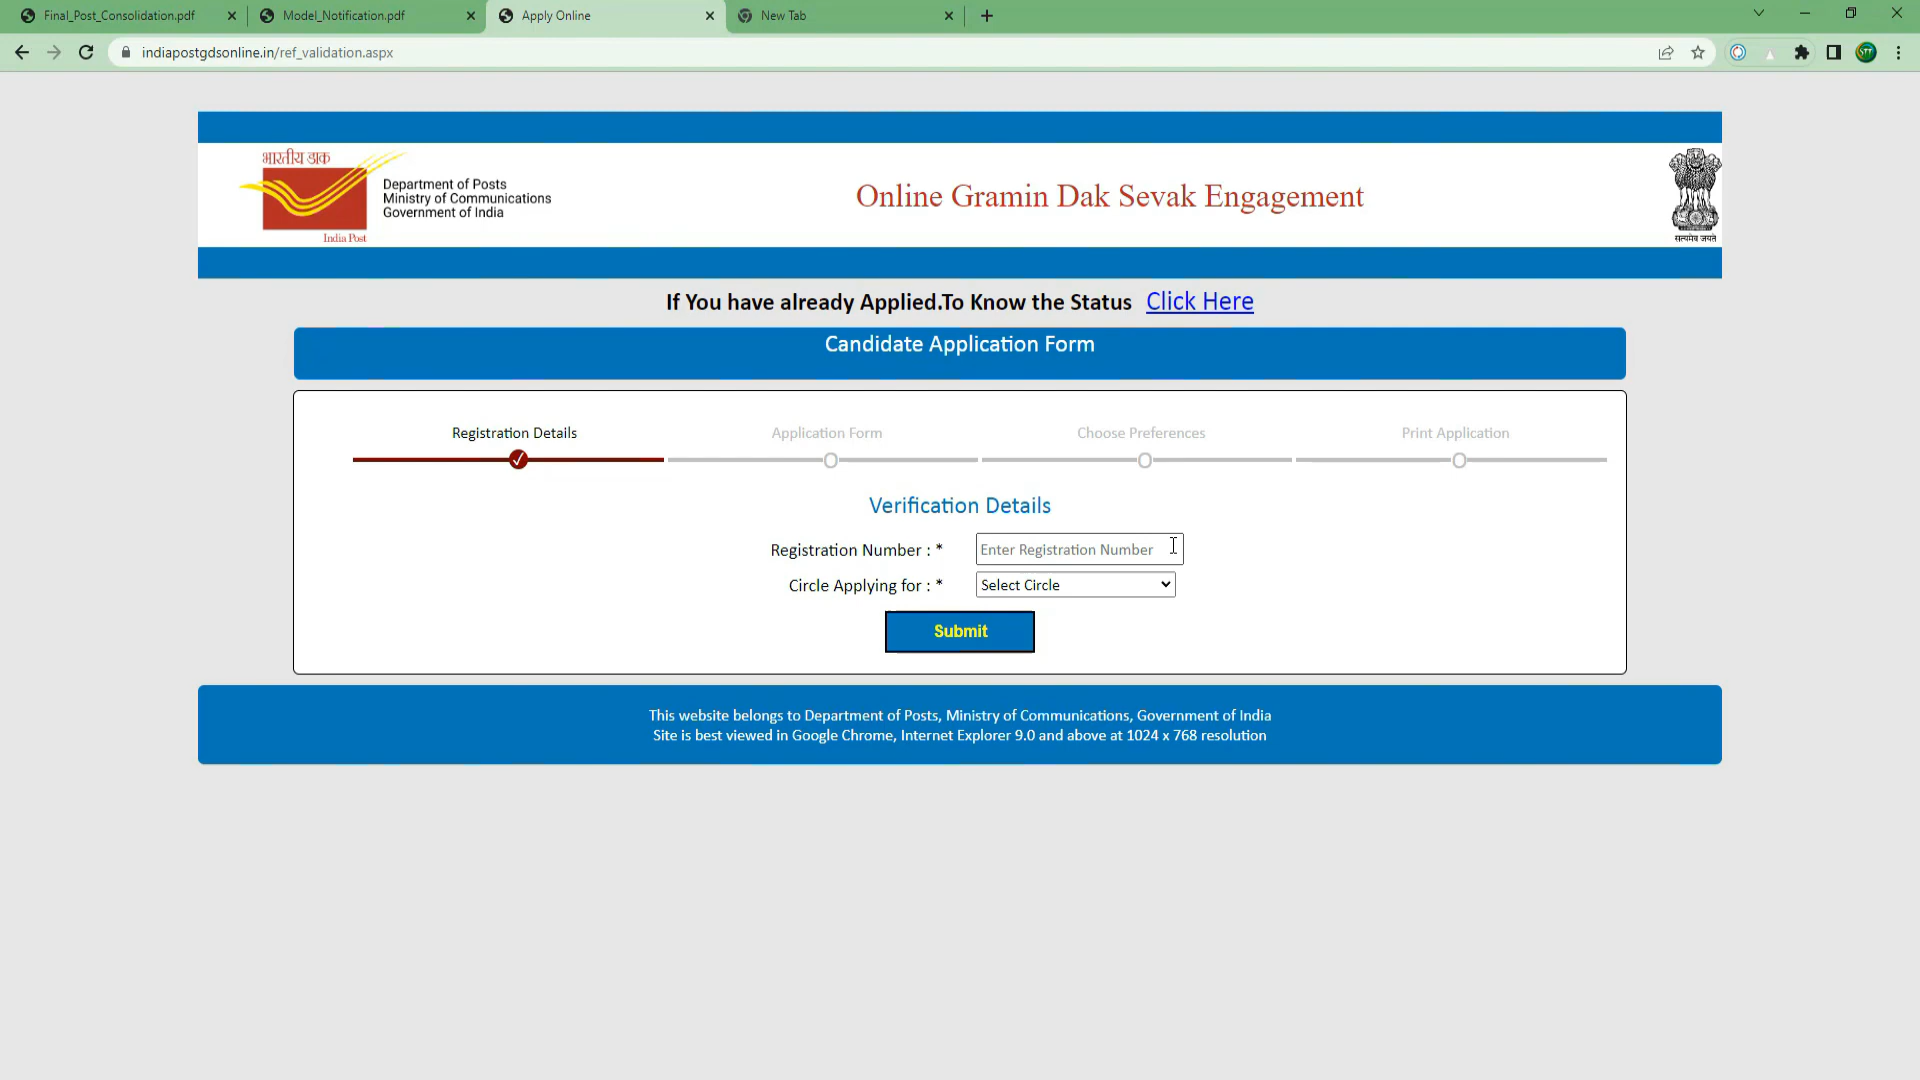 Final_Post_Consolidation.pdf
Model_Notification.pdf
Apply Online
New Tab
indiapostgdsonline.in/ref_validation.aspx
STT
भारतीय डाक
Department of Posts
Ministry of Communications
Government of India
India Post
Online Gramin Dak Sevak Engagement
सत्यमेव जयते
If You have already Applied.To Know the Status Click Here
Candidate Application Form
Registration Details
Application Form
Choose Preferences
Print Application
Verification Details
Registration Number : *
Enter Registration Number
Circle Applying for : *
Select Circle
Submit
This website belongs to Department of Posts, Ministry of Communications, Government of India
Site is best viewed in Google Chrome, Internet Explorer 9.0 and above at 1024 x 768 resolution